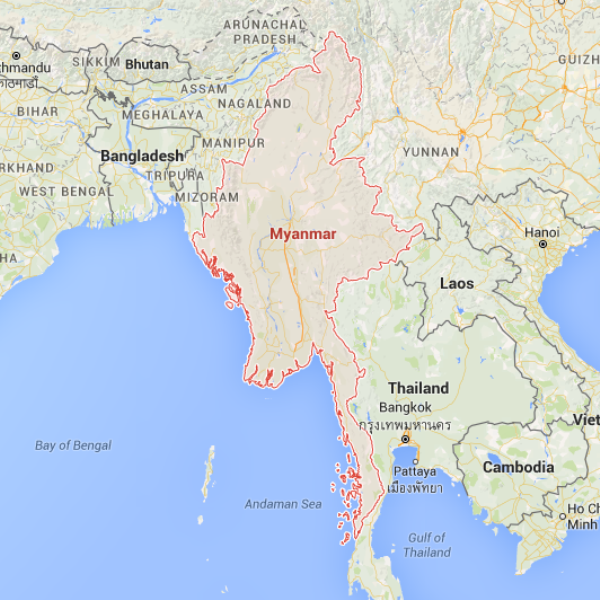 ARUNACHAL
PRADESH
SIKKIM
Bhutan
thmandu
ASSAM
NAGALAND
GUIZH
BIHAR
MEGHALAYA
MANIPUR
YUNNAN
Bangladesh
RKHAND
TRIPURA
WEST BENGAL
MIZORAM
Myanmar
Hanoi
HA
Laos
Thailand
Bangkok
กรุงเทพมหานคร
Viet
Bay of Bengal
Pattaya
เมืองพัทยา
Cambodia
Andaman Sea
Ho Ch
Minh
Gulf of
Thailand